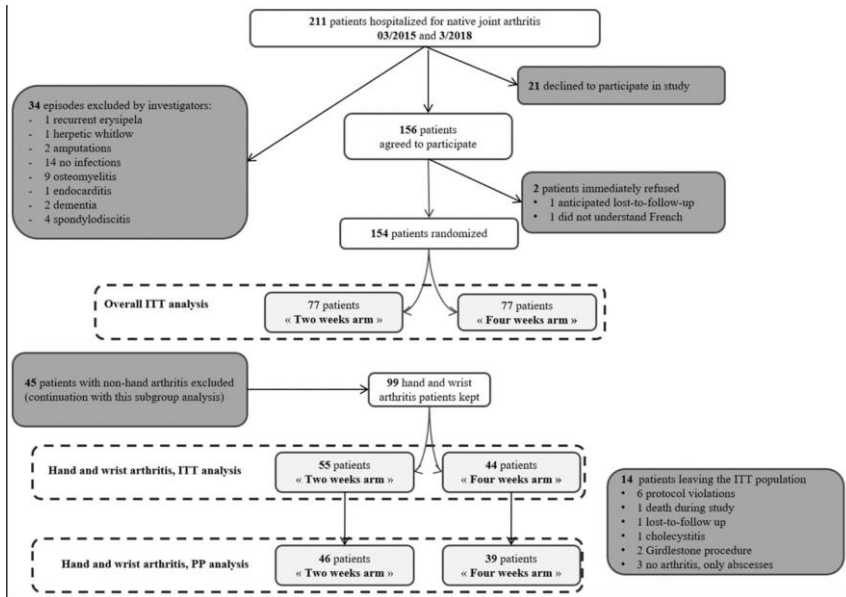 211 patients hospitalized for native joint arthritis
03/2015 and 3/2018
21 declined to participate in study
34 episodes excluded by investigators:
- 1 recurrent erysipela
- 1 herpetic whitlow
- 2 amputations
- 14 no infections
- 9 osteomyelitis
- 1 endocarditis
- 2 dementia
- 4 spondylodiscitis
156 patients
agreed to participate
2 patients immediately refused
• 1 anticipated lost-to-follow-up
• 1 did not understand French
154 patients randomized
Overall ITT analysis
77 patients
« Two weeks arm »
77 patients
« Four weeks arm »
45 patients with non-hand arthritis excluded
(continuation with this subgroup analysis)
99 hand and wrist
arthritis patients kept
Hand and wrist arthritis, ITT analysis
55 patients
« Two weeks arm »
44 patients
« Four weeks arm »
14 patients leaving the ITT population
• 6 protocol violations
• 1 death during study
• 1 lost-to-follow up
• 1 cholecystitis
• 2 Girdlestone procedure
• 3 no arthritis, only abscesses
Hand and wrist arthritis, PP analysis
46 patients
« Two weeks arm »
39 patients
« Four weeks arm »